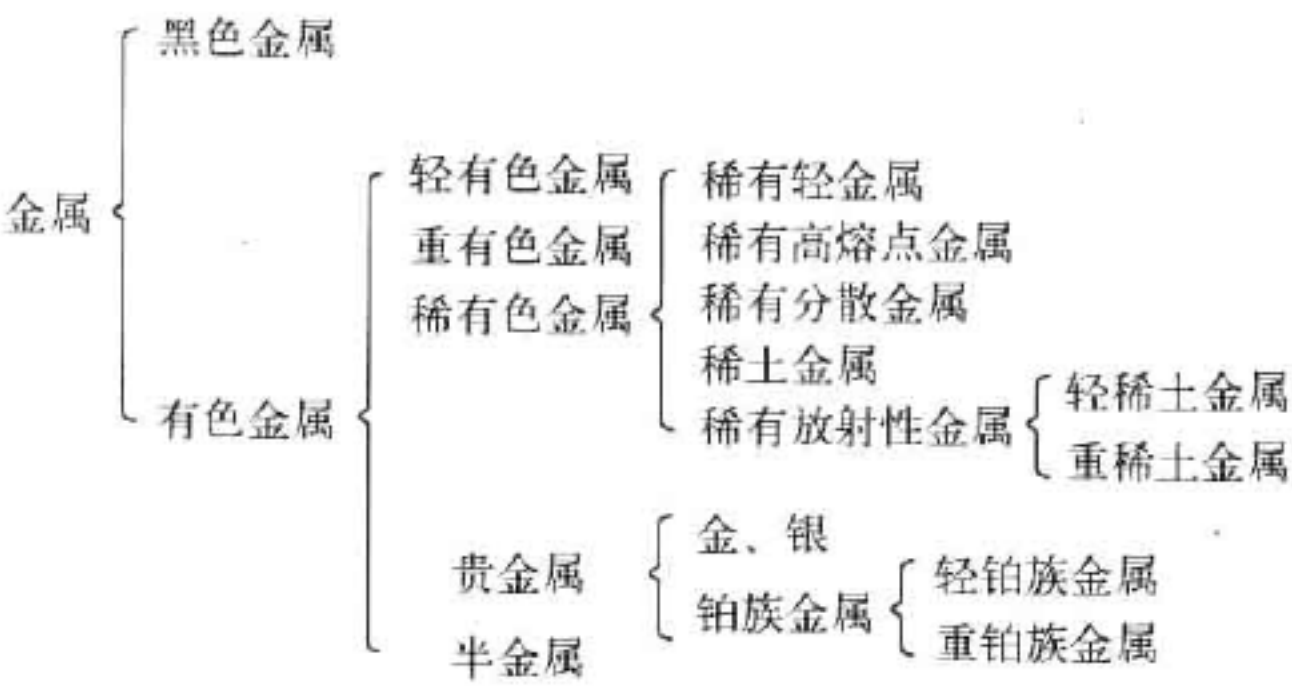 黑色金属
金属
轻有色金属
重有色金属
稀有色金属
有色金属
稀有轻金属
稀有高熔点金属
稀有分散金属
稀土金属
稀有放射性金属
轻稀土金属
重稀土金属
贵金属
半金属
金、银
铂族金属
轻铂族金属
重铂族金属